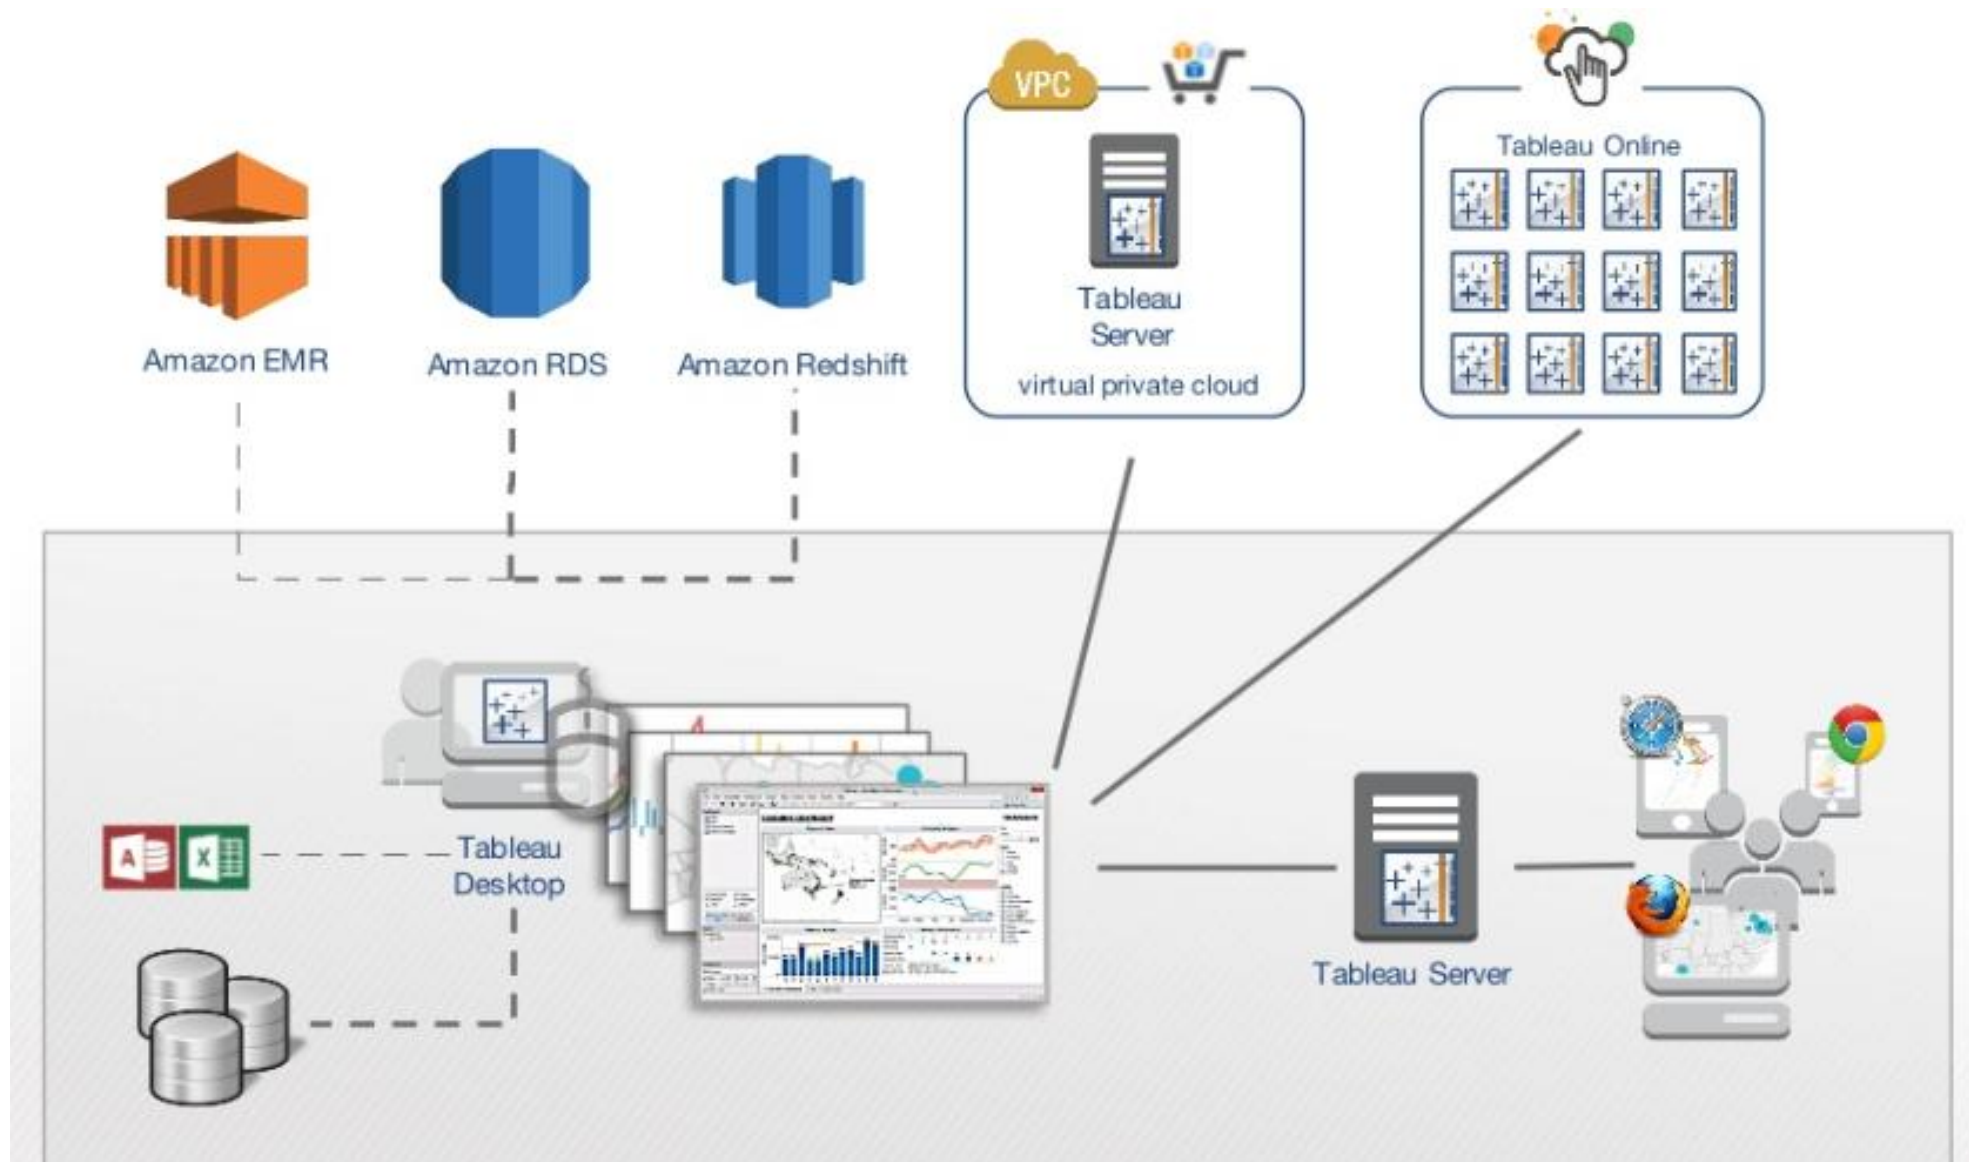 VPC
Tableau Online
Tableau
Server
virtual private cloud
Amazon EMR
Amazon RDS
Amazon Redshift
A
X
Tableau
Desktop
Tableau Server